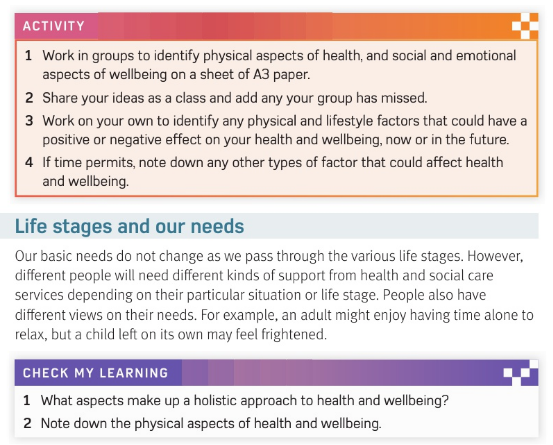 ACTIVITY
1 Work in groups to identify physical aspects of health, and social and emotional
aspects of wellbeing on a sheet of A3 paper.
2 Share your ideas as a class and add any your group has missed.
3 Work on your own to identify any physical and lifestyle factors that could have a
positive or negative effect on your health and wellbeing, now or in the future.
4 If time permits, note down any other types of factor that could affect health
and wellbeing.
Life stages and our needs
Our basic needs do not change as we pass through the various life stages. However,
different people will need different kinds of support from health and social care
services depending on their particular situation or life stage. People also have
different views on their needs. For example, an adult might enjoy having time alone to
relax, but a child left on its own may feel frightened.
CHECK MY LEARNING
1 What aspects make up a holistic approach to health and wellbeing?
2 Note down the physical aspects of health and wellbeing.